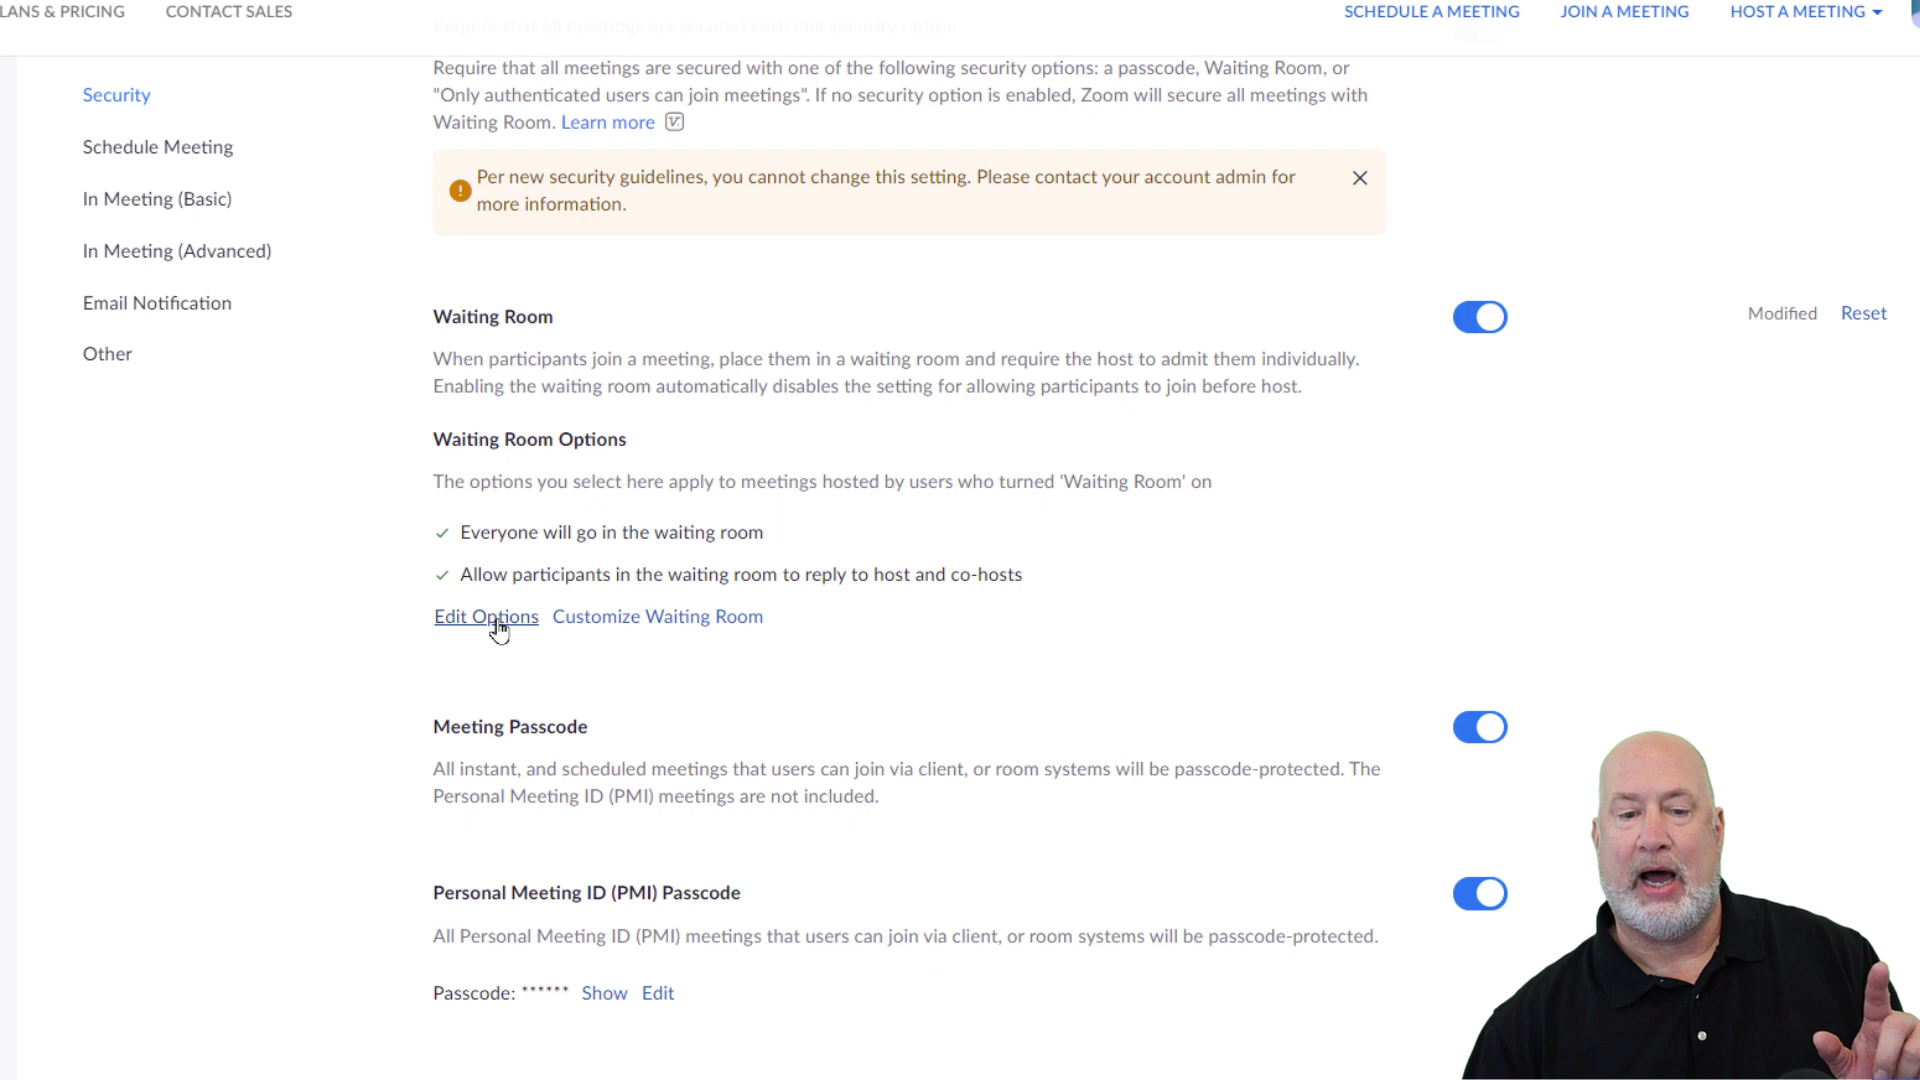 LANS & PRICING
CONTACT SALES
SCHEDULE A MEETING
JOIN A MEETING
HOST A MEETING
Require that all meetings are secured with one security option
Security
Schedule Meeting
In Meeting (Basic)
In Meeting (Advanced)
Email Notification
Other
Require that all meetings are secured with one of the following security options: a passcode, Waiting Room, or
"Only authenticated users can join meetings". If no security option is enabled, Zoom will secure all meetings with
Waiting Room. Learn more
Per new security guidelines, you cannot change this setting. Please contact your account admin for
more information.
Waiting Room
Modified
Reset
When participants join a meeting, place them in a waiting room and require the host to admit them individually.
Enabling the waiting room automatically disables the setting for allowing participants to join before host.
Waiting Room Options
The options you select here apply to meetings hosted by users who turned 'Waiting Room' on
Everyone will go in the waiting room
Allow participants in the waiting room to reply to host and co-hosts
Edit Options
Customize Waiting Room
Meeting Passcode
All instant, and scheduled meetings that users can join via client, or room systems will be passcode-protected. The
Personal Meeting ID (PMI) meetings are not included.
Personal Meeting ID (PMI) Passcode
All Personal Meeting ID (PMI) meetings that users can join via client, or room systems will be passcode-protected.
Passcode: ****** Show Edit